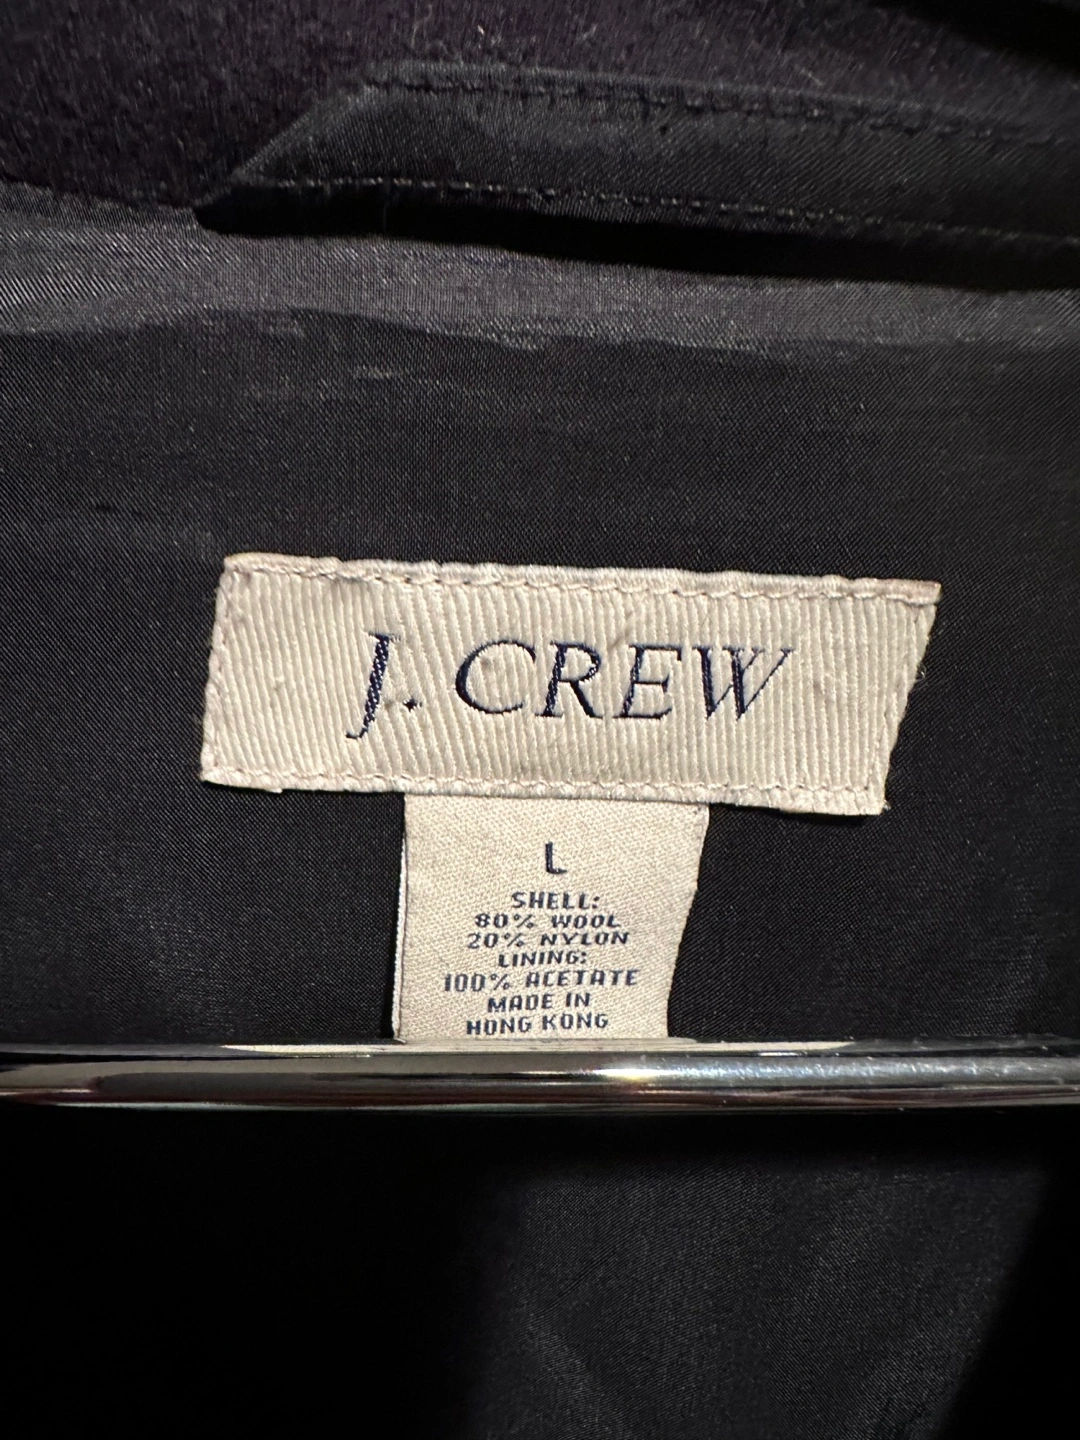 J. CREW
L
SHELL:
80% WOOL
20% NYLON
LINING:
100% ACETATE
MADE IN
HONG KONG